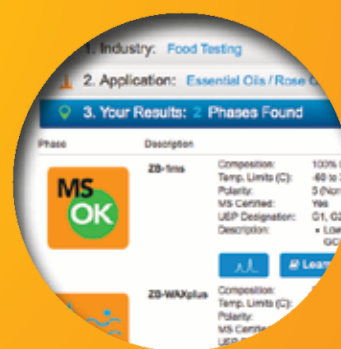 1. Industry: Food Testing
2. Application: Essential Oils / Rose
3. Your Results: 2 Phases Found
Phase Description
MS OK
ZB-1ms Composition: 100%
Temp. Limits (C): -60 to
Polarity: 5 (Non
MS Certified: Yes
USP Designation: G1, G2
Description: • Low
GC
Learn
ZB-WAXplus Composition:
Temp. Limits (C):
Polarity:
MS Certified
USP